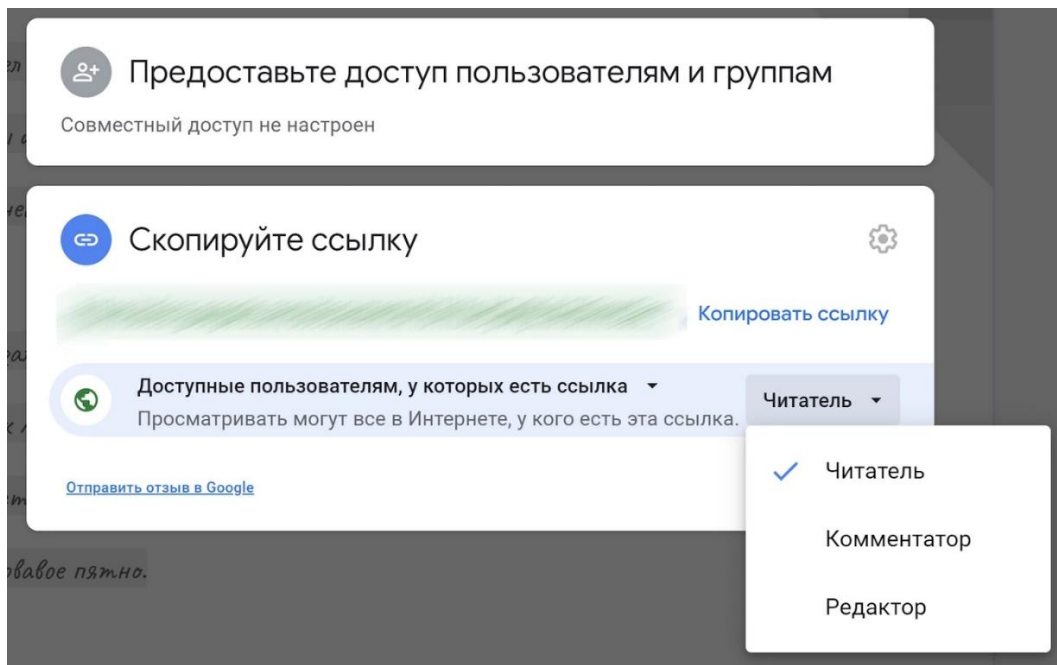 Предоставьте доступ пользователям и группам
Совместный доступ не настроен
Скопируйте ссылку
Копировать ссылку
Доступные пользователям, у которых есть ссылка
Читатель
Просматривать могут все в Интернете, у кого есть эта ссылка.
Читатель
Отправить отзыв в Google
Комментатор
Редактор
пятно.